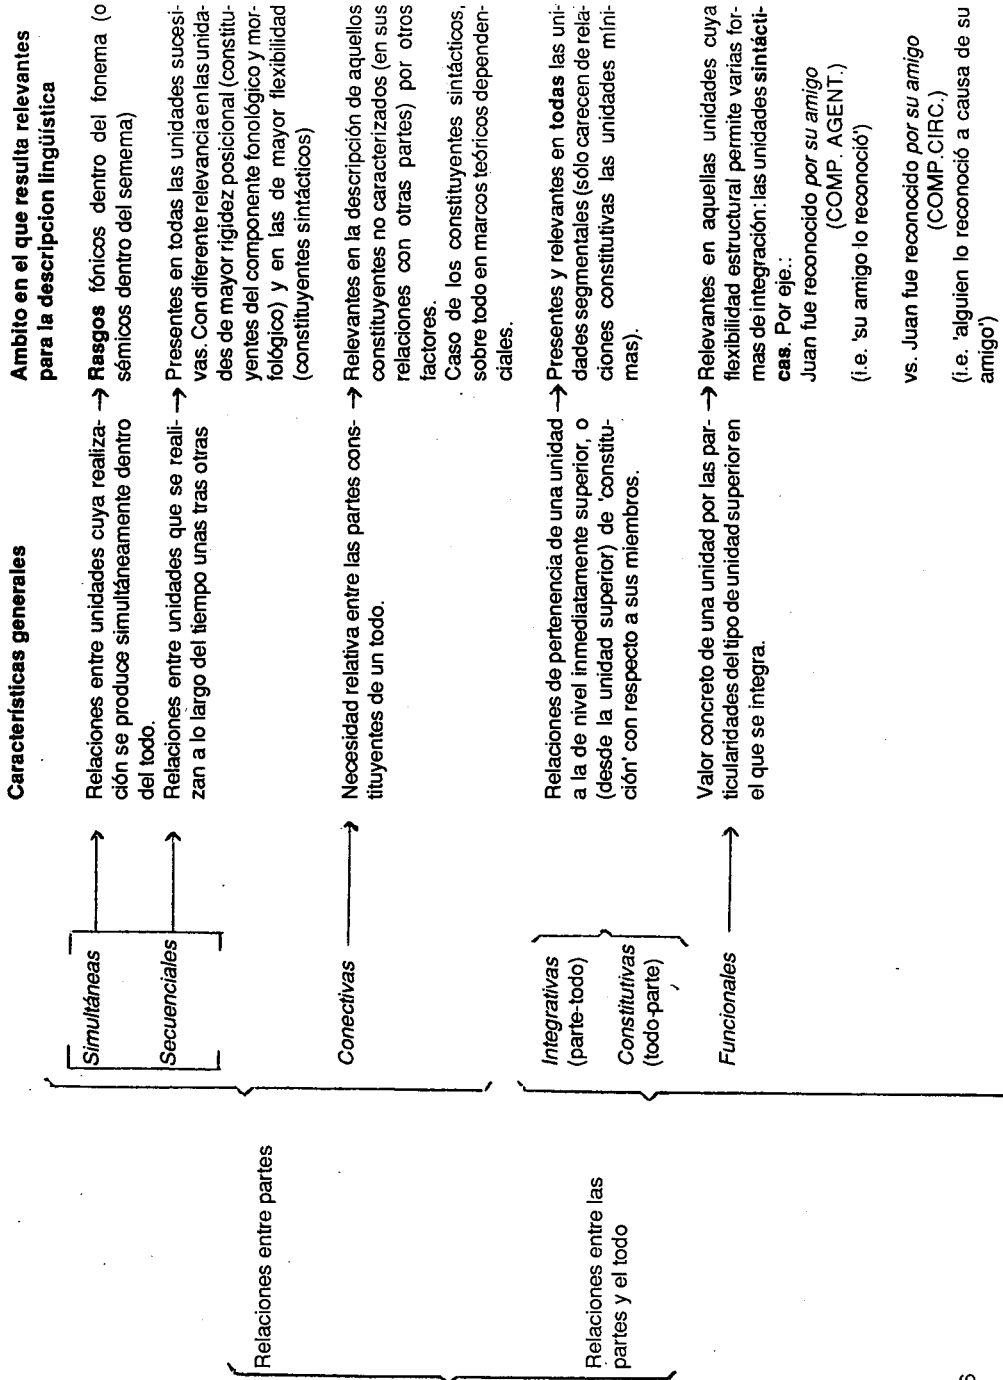 Características generales
Ambito en el que resulta relevantes
para la descripcion lingüística
Relaciones entre partes
Simultáneas
Relaciones entre unidades cuya realiza-
ción se produce simultáneamente dentro
del todo.
Rasgos fónicos dentro del fonema (o
sémicos dentro del semema)
Secuenciales
Relaciones entre unidades que se reali-
zan a lo largo del tiempo unas tras otras
Presentes en todas las unidades sucesi-
vas. Con diferente relevancia en las unida-
des de mayor rigidez posicional (constitu-
yentes del componente fonológico y mor-
fológico) y en las de mayor flexibilidad
(constituyentes sintácticos)
Conectivas
Necesidad relativa entre las partes cons-
tituyentes de un todo.
Relevantes en la descripción de aquellos
constituyentes no caracterizados (en sus
relaciones con otras partes) por otros
factores.
Caso de los constituyentes sintácticos,
sobre todo en marcos teóricos dependen-
ciales.
Relaciones entre las
partes y el todo
Integrativas
(parte-todo)
Constitutivas
(todo-parte)
Relaciones de pertenencia de una unidad
a la de nivel inmediatamente superior, o
(desde la unidad superior) de 'constitu-
ción' con respecto a sus miembros.
Presentes y relevantes en todas las uni-
dades segmentales (sólo carecen de rela-
ciones constitutivas las unidades míni-
mas).
Funcionales
Valor concreto de una unidad por las par-
ticularidades del tipo de unidad superior en
el que se integra.
Relevantes en aquellas unidades cuya
flexibilidad estructural permite varias for-
mas de integración: las unidades sintácti-
cas. Por eje.:
Juan fue reconocido por su amigo
(COMP. AGENT.)
(i.e. 'su amigo lo reconoció')
vs. Juan fue reconocido por su amigo
(COMP.CIRC.)
(i.e. 'alguien lo reconoció a causa de su
amigo')